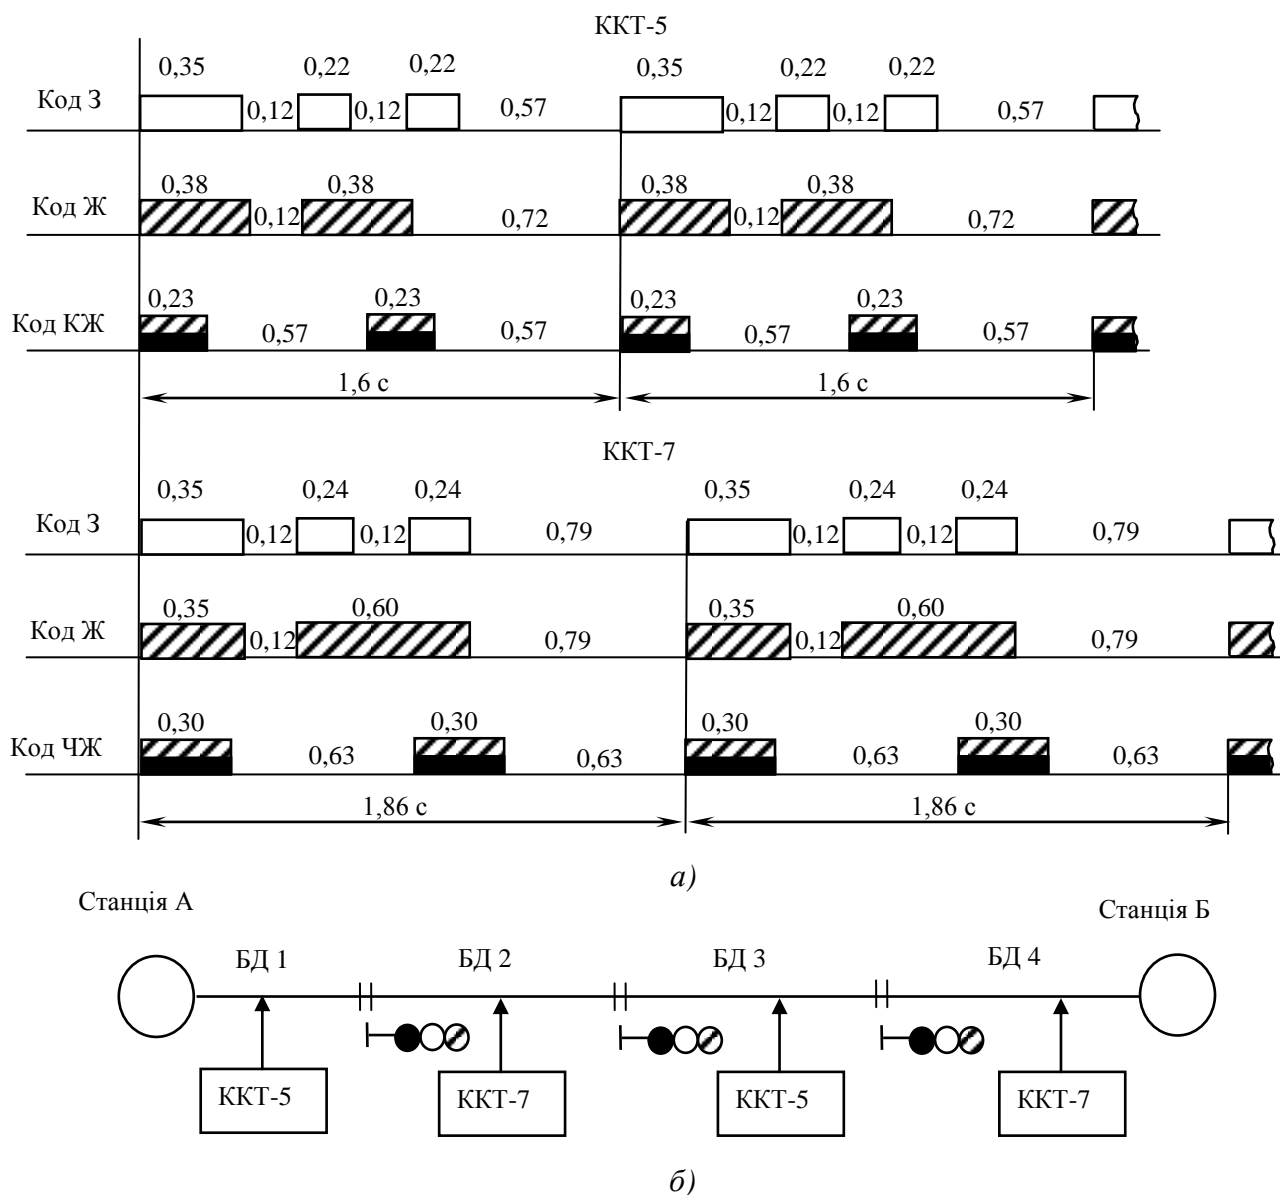 ККТ-5
0,35 0,22 0,22 0,35 0,22 0,22
Код З 0,12 0,12 0,57 0,12 0,12 0,57
0,38 0,38 0,38 0,38
Код Ж 0,12 0,72 0,12 0,72
0,23 0,23 0,23 0,23
Код КЖ 0,57 0,57 0,57 0,57
1,6 с 1,6 с
ККТ-7
0,35 0,24 0,24 0,35 0,24 0,24
Код З 0,12 0,12 0,79 0,12 0,12 0,79
0,35 0,60 0,35 0,60
Код Ж 0,12 0,79 0,12 0,79
0,30 0,30 0,30 0,30
Код ЧЖ 0,63 0,63 0,63 0,63
1,86 с 1,86 с
а)
Станція А Станція Б
БД 1 БД 2 БД 3 БД 4
ККТ-5 ККТ-7 ККТ-5 ККТ-7
б)